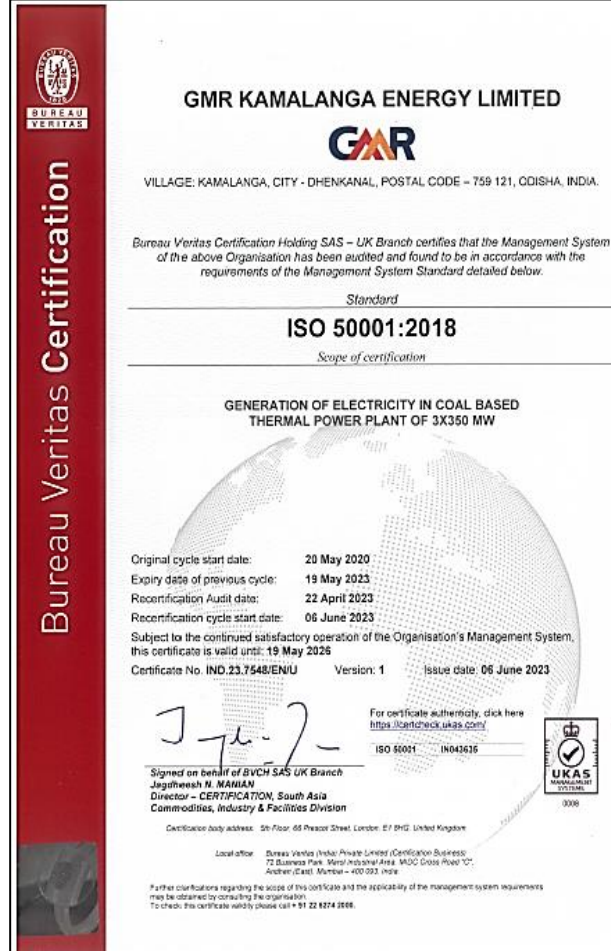 BUREAU
VERITAS
Bureau Veritas Certification
GMR KAMALANGA ENERGY LIMITED
GMR
VILLAGE: KAMALANGA, CITY - DHENKANAL, POSTAL CODE – 759 121, ODISHA, INDIA.
Bureau Veritas Certification Holding SAS – UK Branch certifies that the Management System
of the above Organisation has been audited and found to be in accordance with the
requirements of the Management System Standard detailed below.
Standard
ISO 50001:2018
Scope of certification
GENERATION OF ELECTRICITY IN COAL BASED
THERMAL POWER PLANT OF 3X350 MW
Original cycle start date: 20 May 2020
Expiry date of previous cycle: 19 May 2023
Recertification Audit date: 22 April 2023
Recertification cycle start date: 06 June 2023
Subject to the continued satisfactory operation of the Organisation's Management System,
this certificate is valid until: 19 May 2026
Certificate No. IND.23.7548/EN/U Version: 1 Issue date: 06 June 2023
For certificate authenticity, click here
https://certcheck.ukas.com/
ISO 50001 IN043636
Signed on behalf of BVCH SAS UK Branch
Jagdheesh N. MANIAN
Director – CERTIFICATION, South Asia
Commodities, Industry & Facilities Division
UKAS
MANAGEMENT
SYSTEMS
0008
Certification body address: 5th Floor, 66 Prescot Street, London, E1 8HG, United Kingdom
Local office: Bureau Veritas (India) Private Limited (Certification Business)
72 Business Park, Marol Industrial Area, MIDC Cross Road "C",
Andheri (East), Mumbai – 400 093, India
Further clarifications regarding the scope of this certificate and the applicability of the management system requirements
may be obtained by consulting the organisation.
To check this certificate validity please call + 91 22 6274 2000.